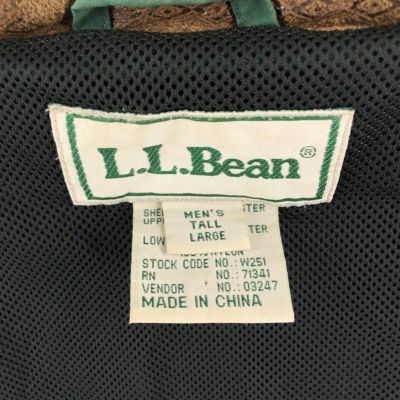 L.L.Bean®
MEN'S
TALL
LARGE
STOCK CODE NO.: W251
RN NO.: 71341
VENDOR NO.: 03247
MADE IN CHINA